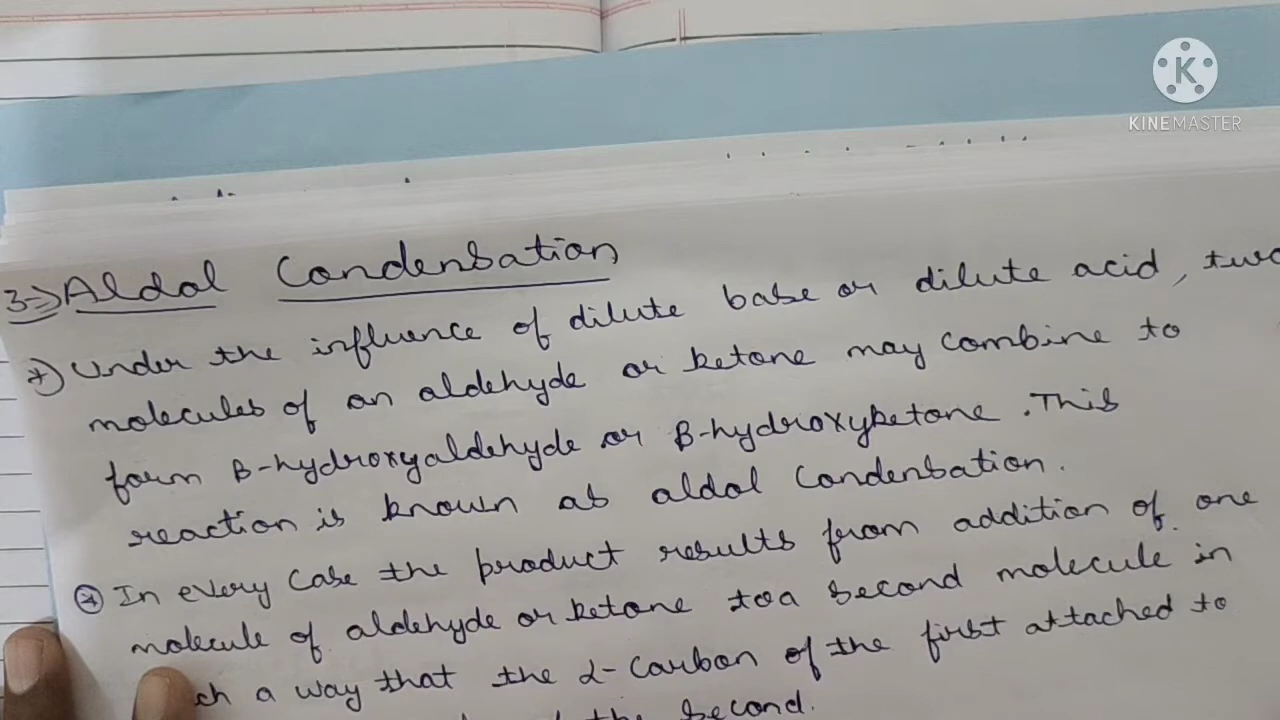 KINEMASTER
3⇒ Aldol Condensation
*) Under the influence of dilute base or dilute acid, two
molecules of an aldehyde or ketone may combine to
form β-hydroxyaldehyde or β-hydroxyketone. This
reaction is known as aldol condensation.
* In every case the product results from addition of one
molecule of aldehyde or ketone to a second molecule in
ch a way that the α-carbon of the first attached to
the second.